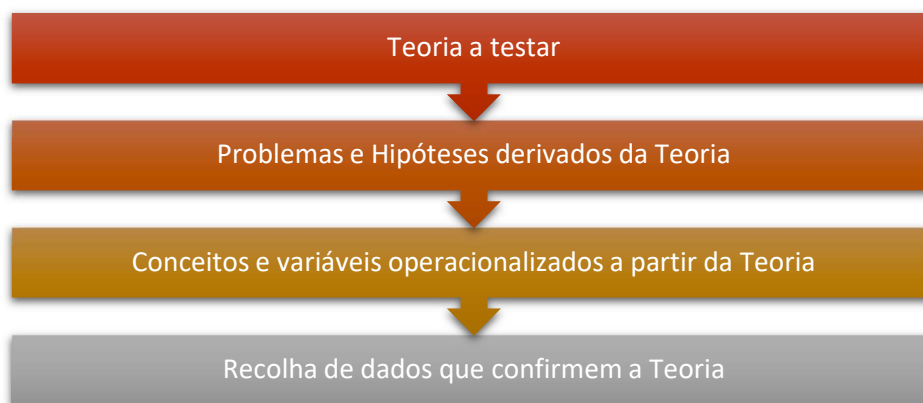 Teoria a testar
Problemas e Hipóteses derivados da Teoria
Conceitos e variáveis operacionalizados a partir da Teoria
Recolha de dados que confirmem a Teoria